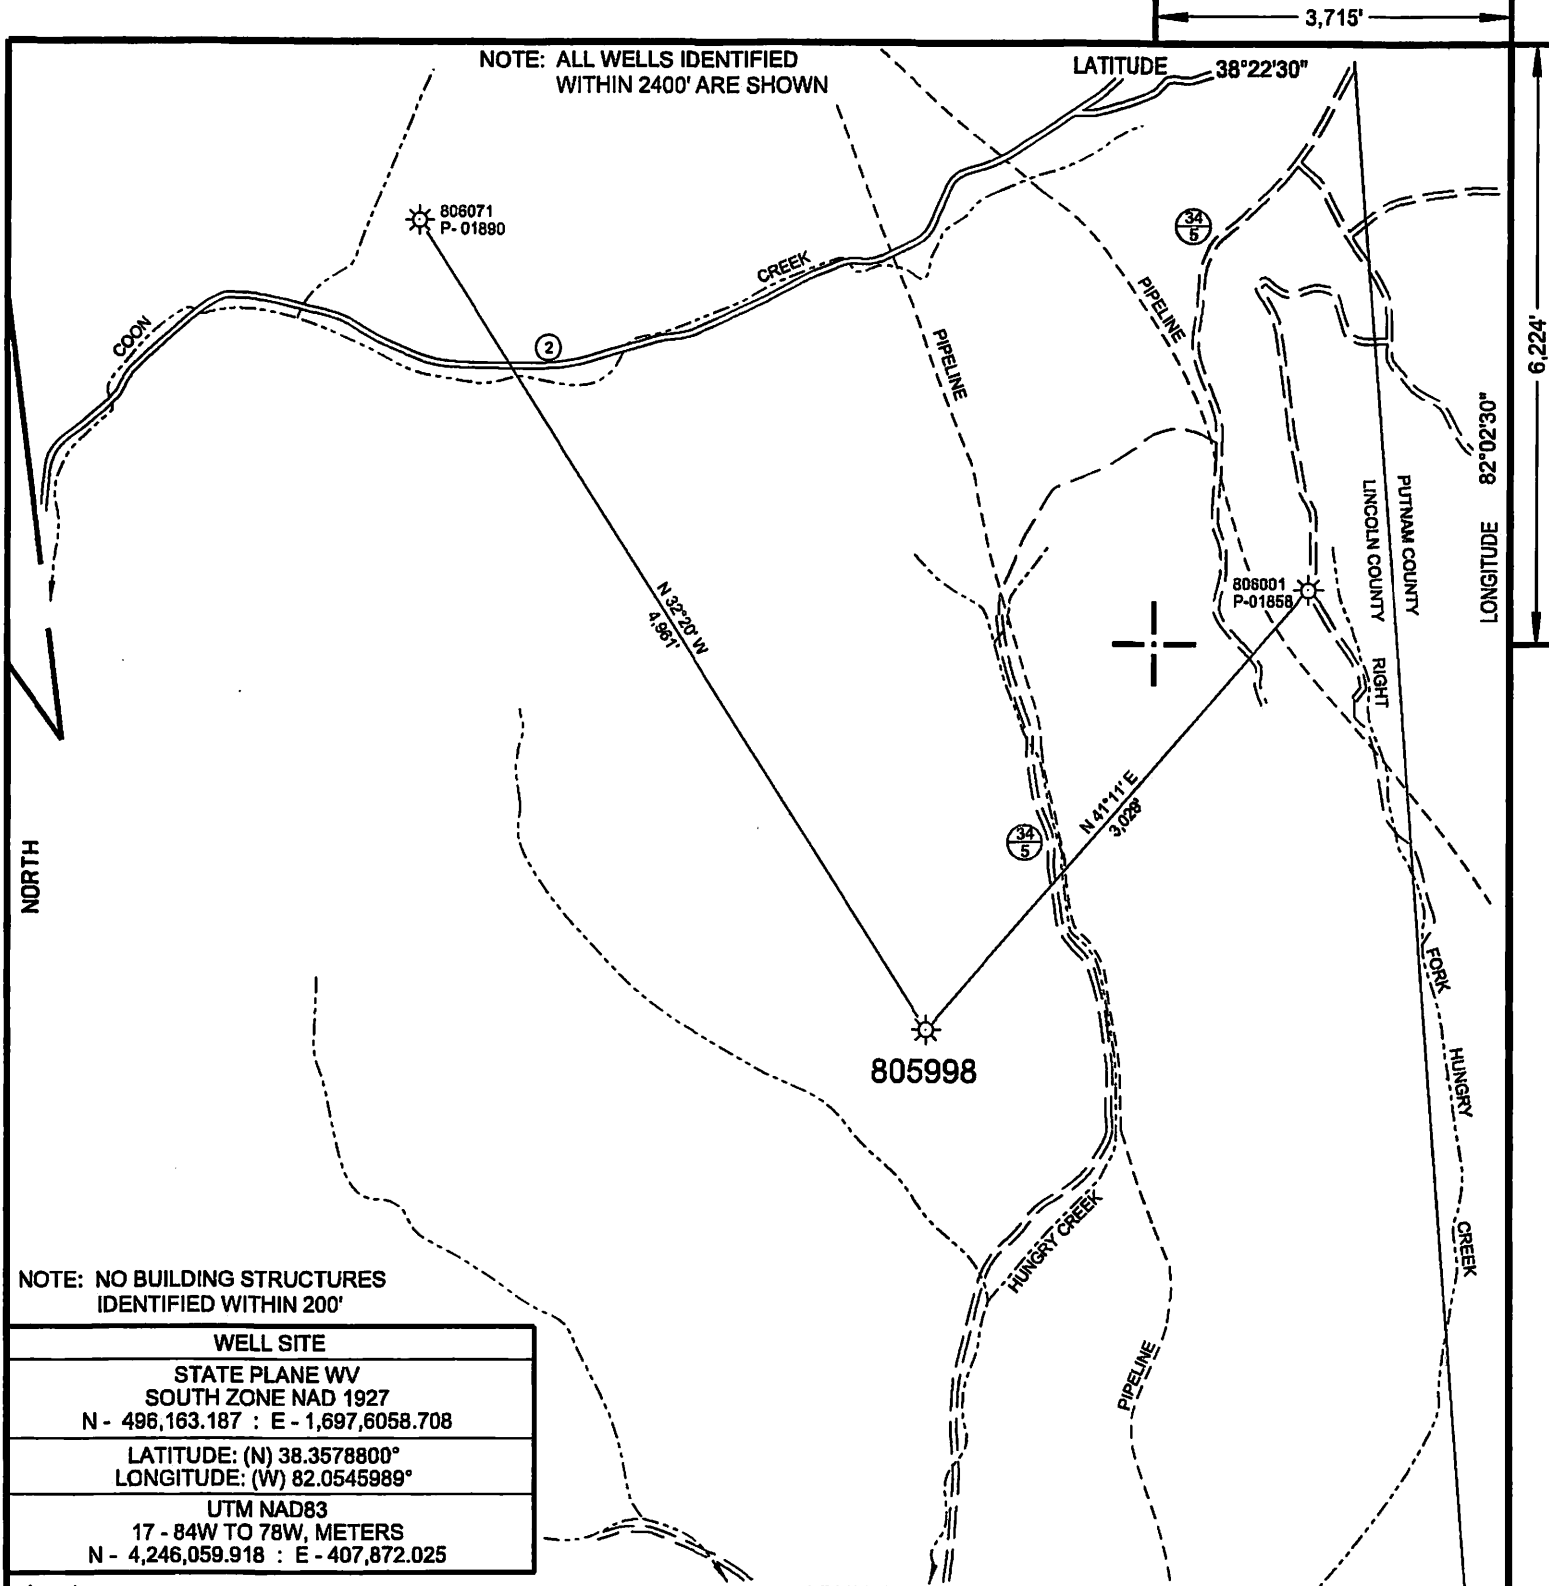 3,715'
NOTE: ALL WELLS IDENTIFIED
WITHIN 2400' ARE SHOWN
LATITUDE 38°22'30"
806071
P-01890
34
5
CREEK
PIPELINE
COON
2
PIPELINE
6,224'
LONGITUDE 82°02'30"
PUTNAM COUNTY
LINCOLN COUNTY
806001
P-01858
N 32°20' W
4,961'
RIGHT
N 41°11' E
3,029'
34
5
NORTH
FORK
805998
HUNGRY
HUNGRY CREEK
CREEK
NOTE: NO BUILDING STRUCTURES
IDENTIFIED WITHIN 200'
PIPELINE
WELL SITE
STATE PLANE WV
SOUTH ZONE NAD 1927
N - 496,163.187 : E - 1,697,6058.708
LATITUDE: (N) 38.3578800°
LONGITUDE: (W) 82.0545989°
UTM NAD83
17 - 84W TO 78W, METERS
N - 4,246,059.918 : E - 407,872.025